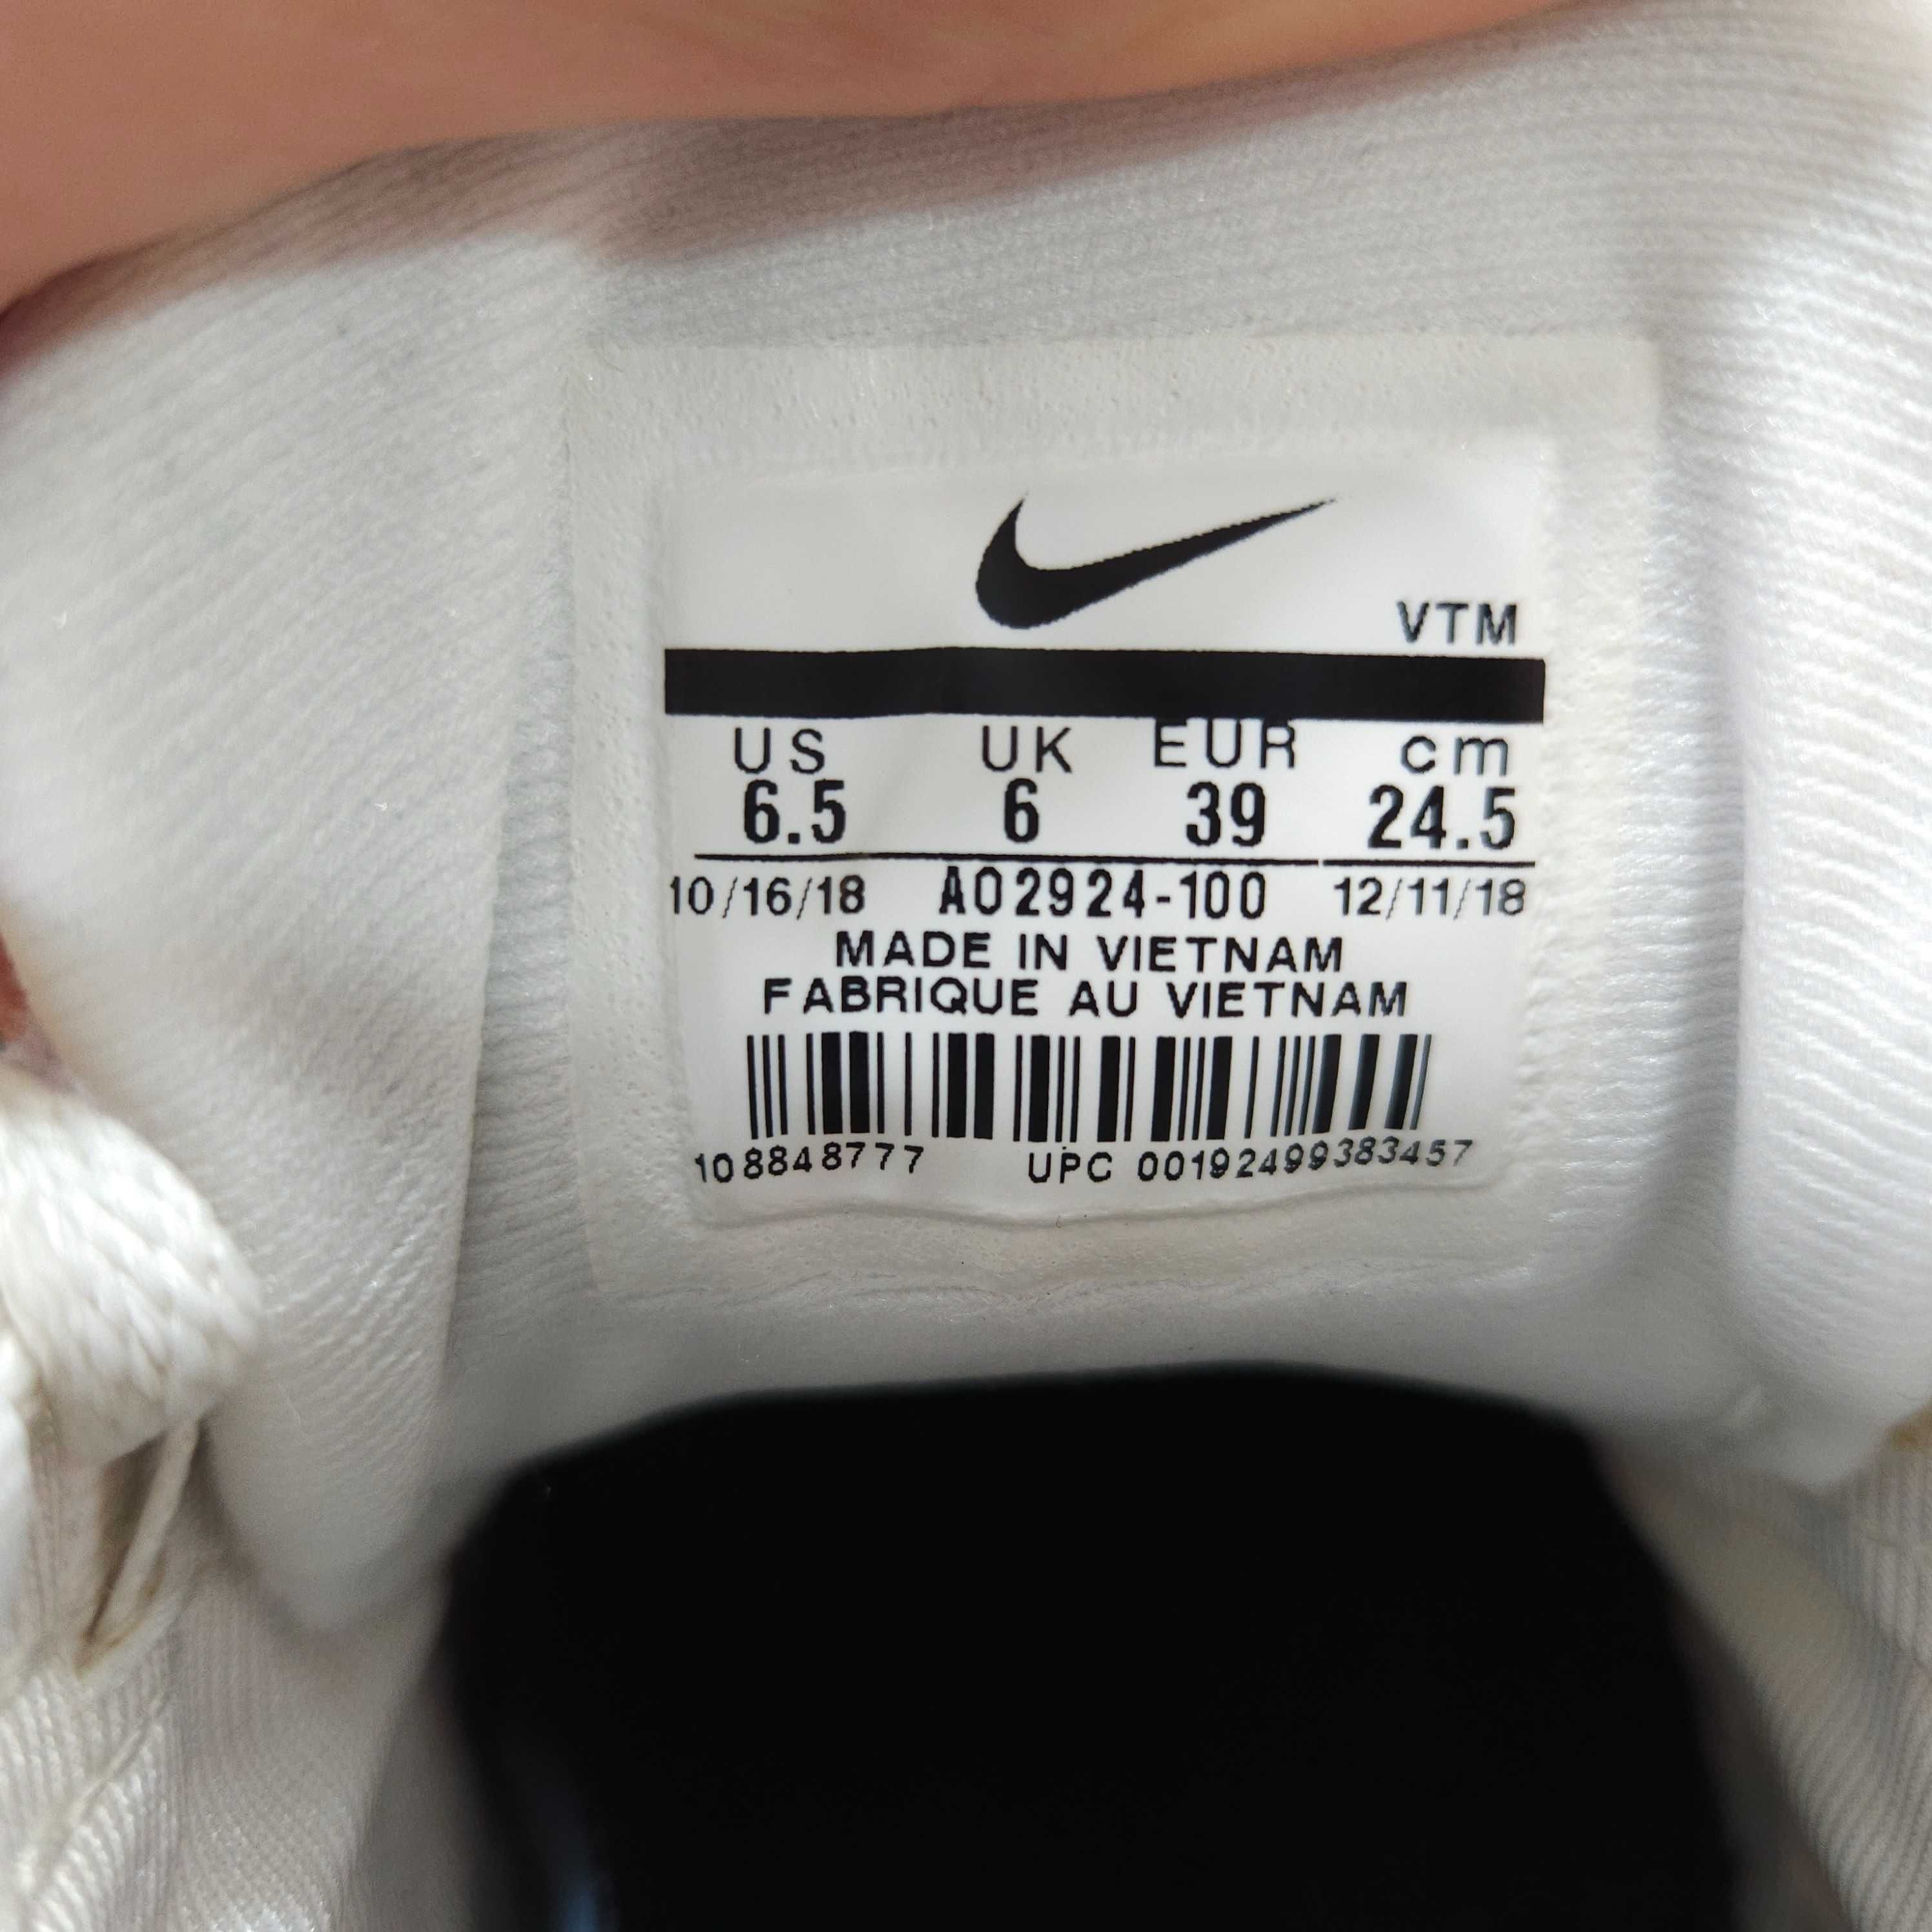 VTM
US UK EUR cm
6.5 6 39 24.5
10/16/18 AO2924-100 12/11/18
MADE IN VIETNAM
FABRIQUE AU VIETNAM
108848777 UPC 00192499383457